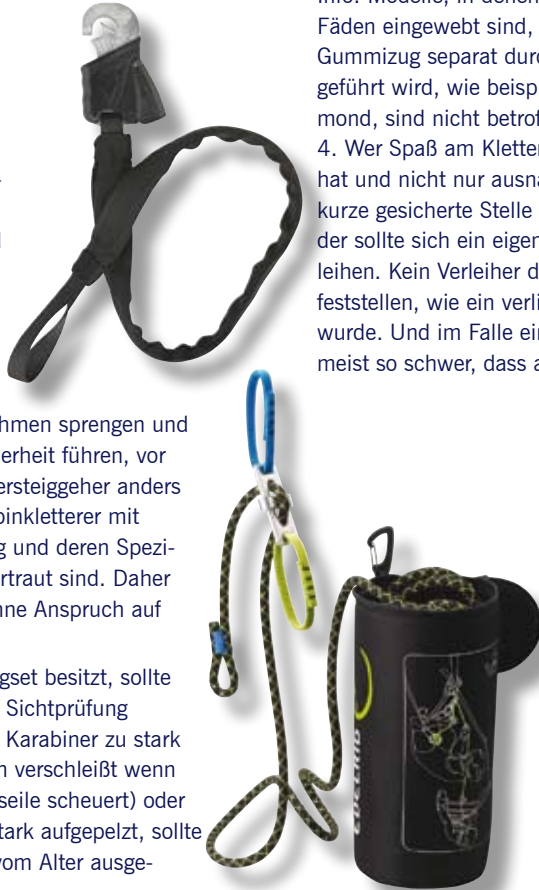 Fäden eingewebt sind,
Gummizug separat durc
geführt wird, wie beisp
mond, sind nicht betrof
4. Wer Spaß am Kletter
hat und nicht nur ausna
kurze gesicherte Stelle
der sollte sich ein eigen
leihen. Kein Verleiher d
feststellen, wie ein verli
wurde. Und im Falle ein
meist so schwer, dass a
hmen sprengen und
erheit führen, vor
ersteiggeher anders
pinkletterer mit
g und deren Spezi-
rtraut sind. Daher
nne Anspruch auf
gset besitzt, sollte
Sichtprüfung
Karabiner zu stark
n verschleißt wenn
seile scheuert) oder
tark aufgepelzt, sollte
vom Alter ausge-
EDELRID